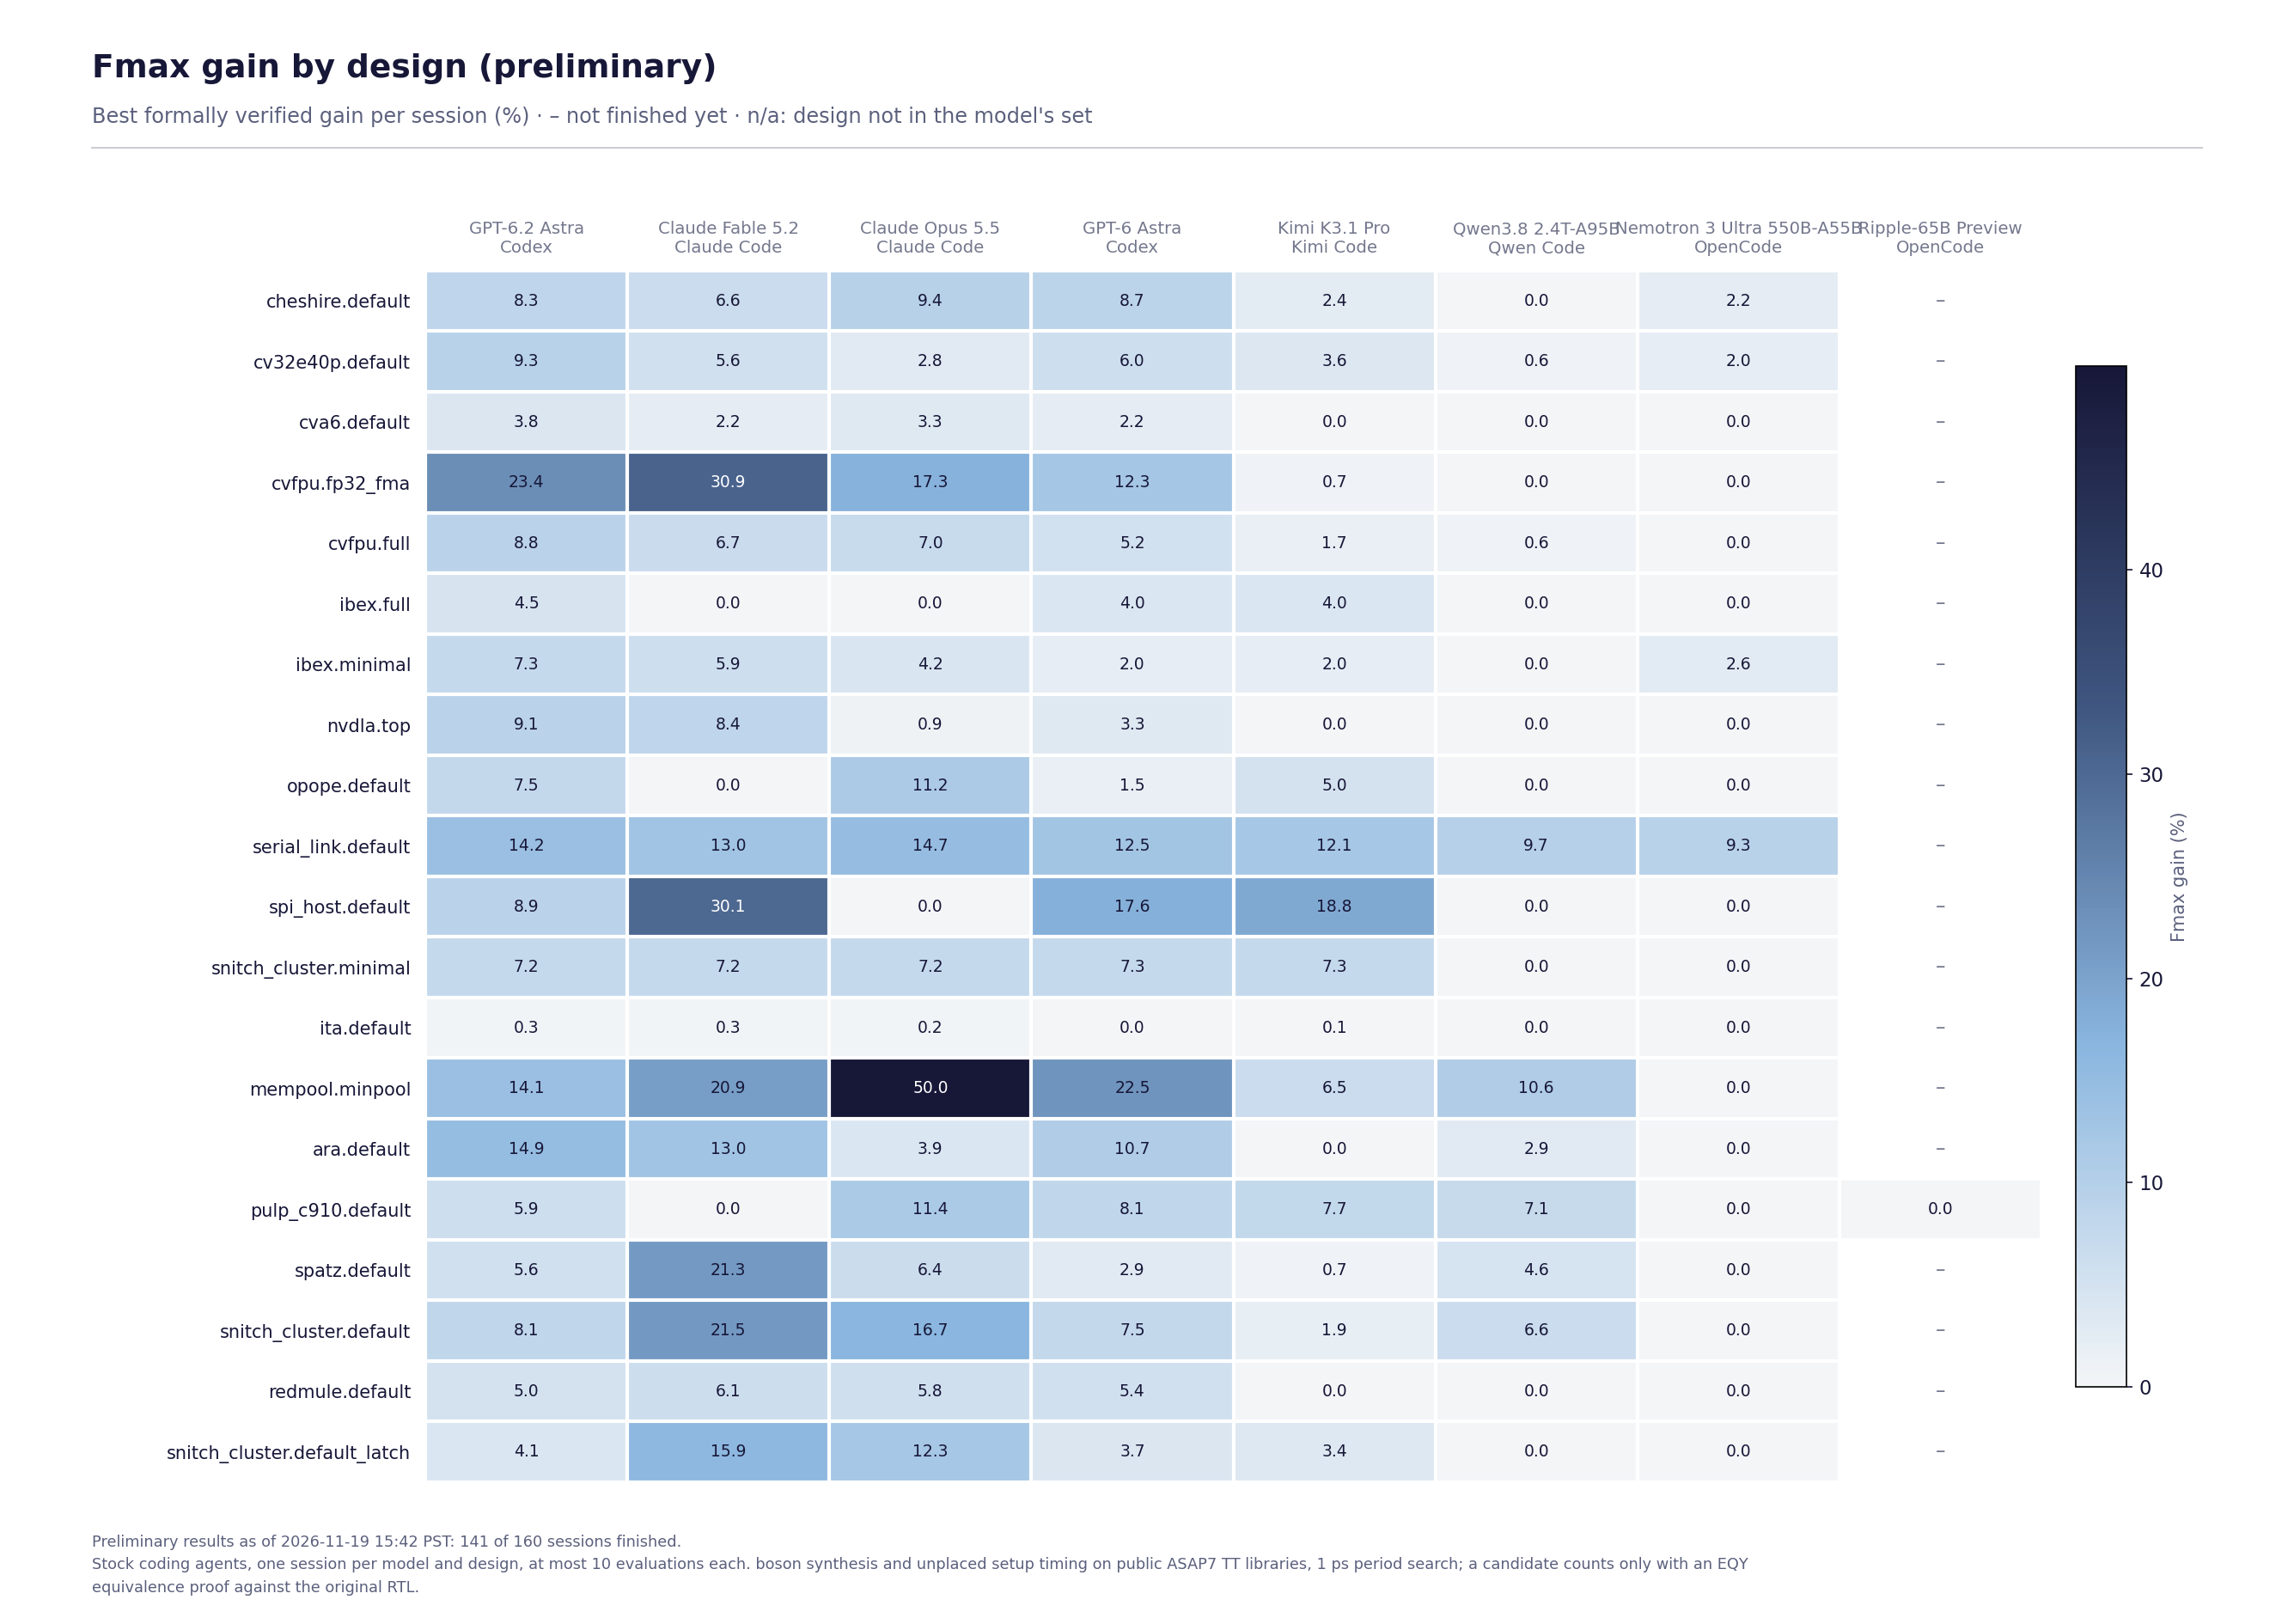 Fmax gain by design (preliminary)
Best formally verified gain per session (%) · – not finished yet · n/a: design not in the model's set
GPT-6.2 Astra Claude Fable 5.2 Claude Opus 5.5 GPT-6 Astra Kimi K3.1 Pro Qwen3.8 2.4T-A95B Nemotron 3 Ultra 550B-A55B Ripple-65B Preview
Codex Claude Code Claude Code Codex Kimi Code Qwen Code OpenCode OpenCode
cheshire.default 8.3 6.6 9.4 8.7 2.4 0.0 2.2 –
cv32e40p.default 9.3 5.6 2.8 6.0 3.6 0.6 2.0 –
cva6.default 3.8 2.2 3.3 2.2 0.0 0.0 0.0 –
cvfpu.fp32_fma 23.4 30.9 17.3 12.3 0.7 0.0 0.0 –
cvfpu.full 8.8 6.7 7.0 5.2 1.7 0.6 0.0 –
ibex.full 4.5 0.0 0.0 4.0 4.0 0.0 0.0 –
ibex.minimal 7.3 5.9 4.2 2.0 2.0 0.0 2.6 –
nvdla.top 9.1 8.4 0.9 3.3 0.0 0.0 0.0 –
opope.default 7.5 0.0 11.2 1.5 5.0 0.0 0.0 –
serial_link.default 14.2 13.0 14.7 12.5 12.1 9.7 9.3 –
spi_host.default 8.9 30.1 0.0 17.6 18.8 0.0 0.0 –
snitch_cluster.minimal 7.2 7.2 7.2 7.3 7.3 0.0 0.0 –
ita.default 0.3 0.3 0.2 0.0 0.1 0.0 0.0 –
mempool.minpool 14.1 20.9 50.0 22.5 6.5 10.6 0.0 –
ara.default 14.9 13.0 3.9 10.7 0.0 2.9 0.0 –
pulp_c910.default 5.9 0.0 11.4 8.1 7.7 7.1 0.0 0.0
spatz.default 5.6 21.3 6.4 2.9 0.7 4.6 0.0 –
snitch_cluster.default 8.1 21.5 16.7 7.5 1.9 6.6 0.0 –
redmule.default 5.0 6.1 5.8 5.4 0.0 0.0 0.0 –
snitch_cluster.default_latch 4.1 15.9 12.3 3.7 3.4 0.0 0.0 –
40
30
20
10
0
Fmax gain (%)
Preliminary results as of 2026-11-19 15:42 PST: 141 of 160 sessions finished.
Stock coding agents, one session per model and design, at most 10 evaluations each. boson synthesis and unplaced setup timing on public ASAP7 TT libraries, 1 ps period search; a candidate counts only with an EQY
equivalence proof against the original RTL.